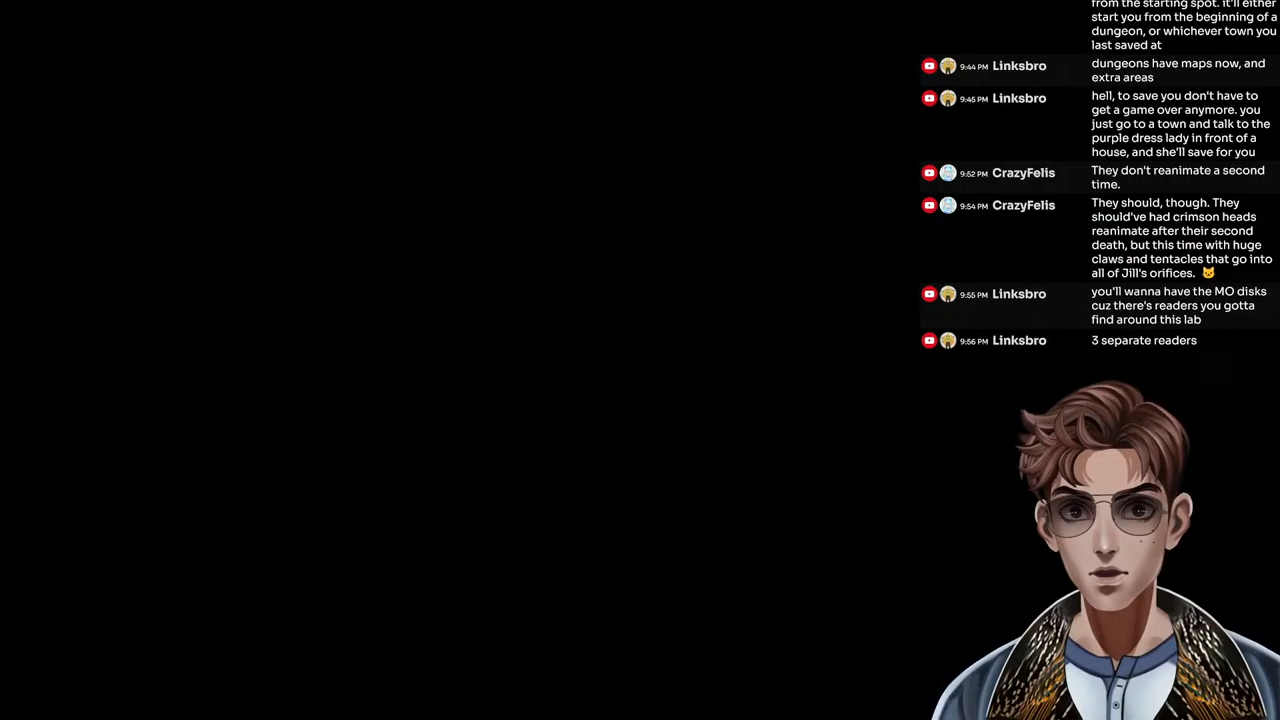 from the starting spot. it'll either
start you from the beginning of a
dungeon, or whichever town you
last saved at
9:44 PM Linksbro dungeons have maps now, and
extra areas
9:45 PM Linksbro hell, to save you don't have to
get a game over anymore. you
just go to a town and talk to the
purple dress lady in front of a
house, and she'll save for you
9:52 PM CrazyFelis They don't reanimate a second
time.
9:54 PM CrazyFelis They should, though. They
should've had crimson heads
reanimate after their second
death, but this time with huge
claws and tentacles that go into
all of Jill's orifices. 🐱
9:55 PM Linksbro you'll wanna have the MO disks
cuz there's readers you gotta
find around this lab
9:56 PM Linksbro 3 separate readers